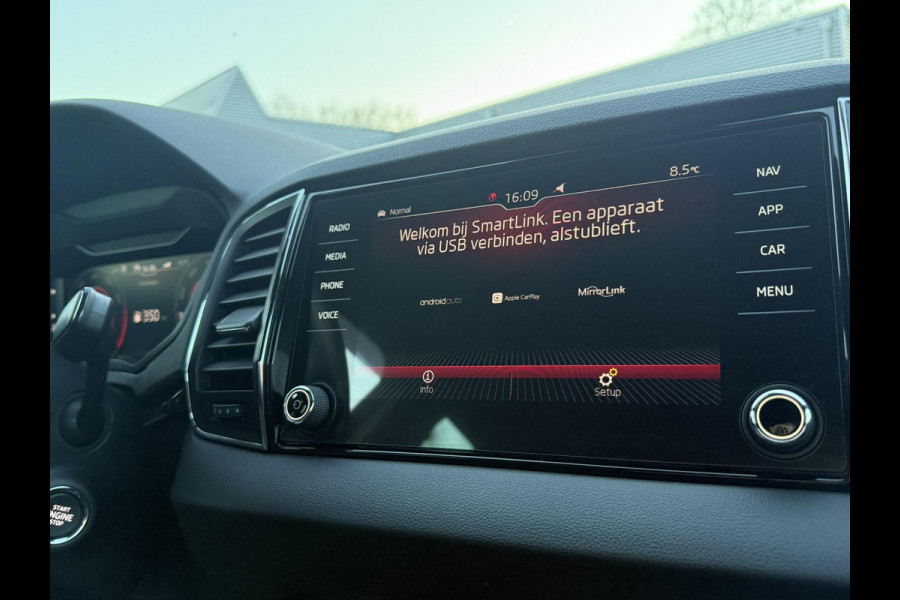 16:09
8.5°C
Normal
Welkom bij SmartLink. Een apparaat
via USB verbinden, alstublieft.
androidauto
Apple CarPlay
MirrorLink
Info
Setup
RADIO
MEDIA
PHONE
VOICE
NAV
APP
CAR
MENU
350
START
ENGINE
STOP